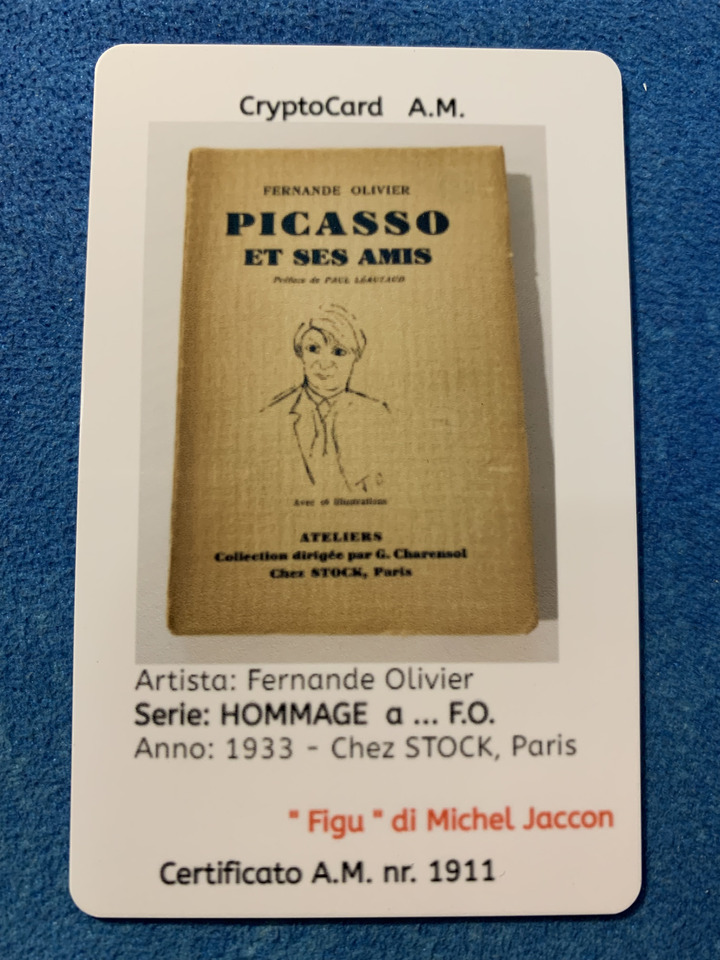 CryptoCard A.M.
FERNANDE OLIVIER
PICASSO
ET SES AMIS
Préface de PAUL LÉAUTAUD
Avec 16 illustrations
ATELIERS
Collection dirigée par G. Charensol
Chez STOCK, Paris
Artista: Fernande Olivier
Serie: HOMMAGE a ... F.O.
Anno: 1933 - Chez STOCK, Paris
" Figu " di Michel Jaccon
Certificato A.M. nr. 1911